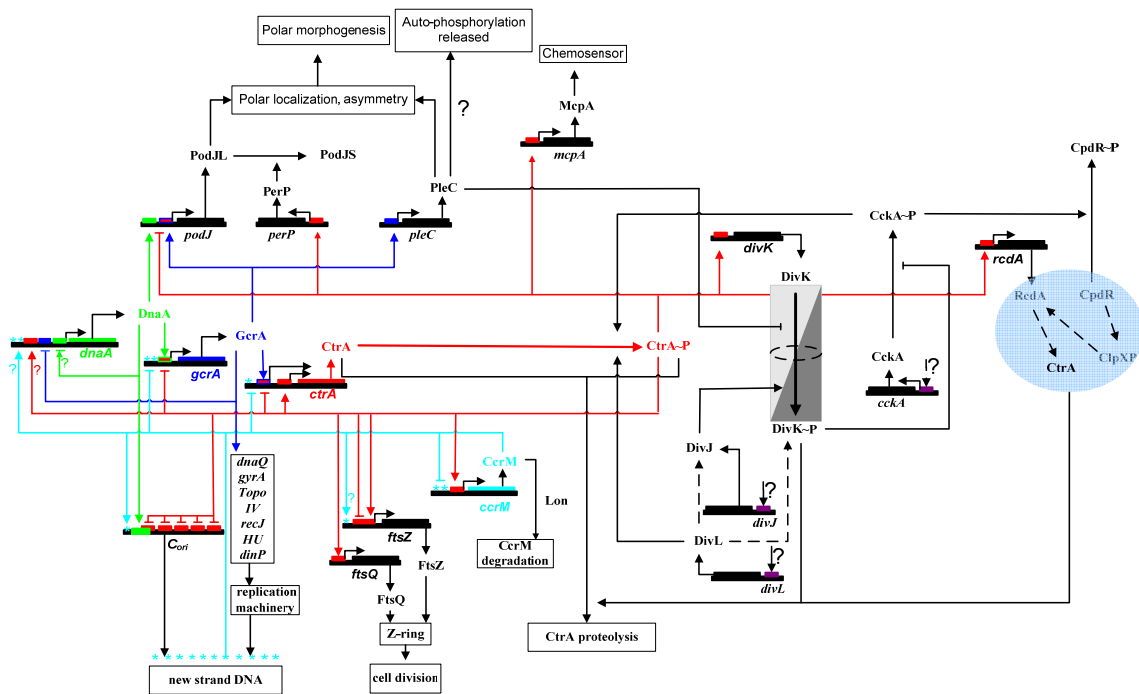 Auto-phosphorylation
released
Polar morphogenesis
Chemosensor
Polar localization, asymmetry
?
McpA
mcpA
PodJL
PodJS
CpdR~P
PerP
PleC
podJ
perP
pleC
CckA~P
divK
rcdA
DivK
RcdA
CpdR
DnaA
GcrA
CtrA
CtrA~P
** 
dnaA
**
gcrA
*
ctrA
CckA
ClpXP
CtrA
?
?
?
?
cckA
DivK~P
DivJ
dnaQ
gyrA
Topo
IV
recJ
HU
dinP
CcrM
**
ccrM
Lon
?
*
ftsZ
?
divJ
*
Cori
ftsQ
FtsZ
CcrM
degradation
DivL
?
divL
replication
machinery
FtsQ
Z-ring
CtrA proteolysis
* * * * * * * * * * *
new strand DNA
cell division